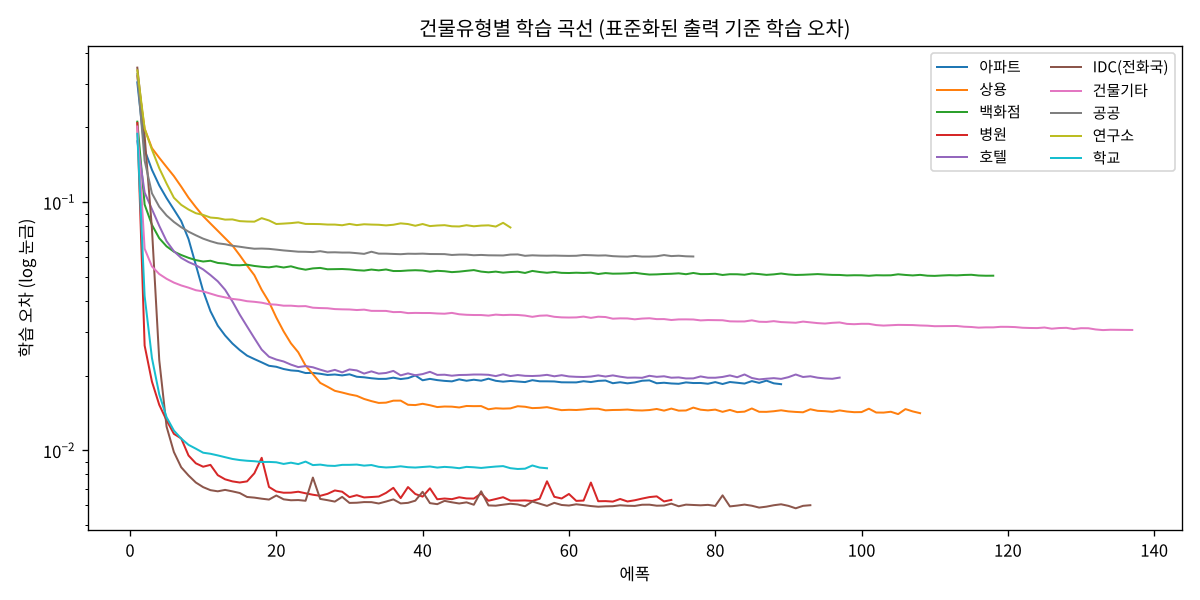 건물유형별 학습 곡선 (표준화된 출력 기준 학습 오차)
학습 오차 (log 눈금)
10⁻¹
10⁻²
아파트
상용
백화점
병원
호텔
IDC(전화국)
건물기타
공공
연구소
학교
0 20 40 60 80 100 120 140
에폭